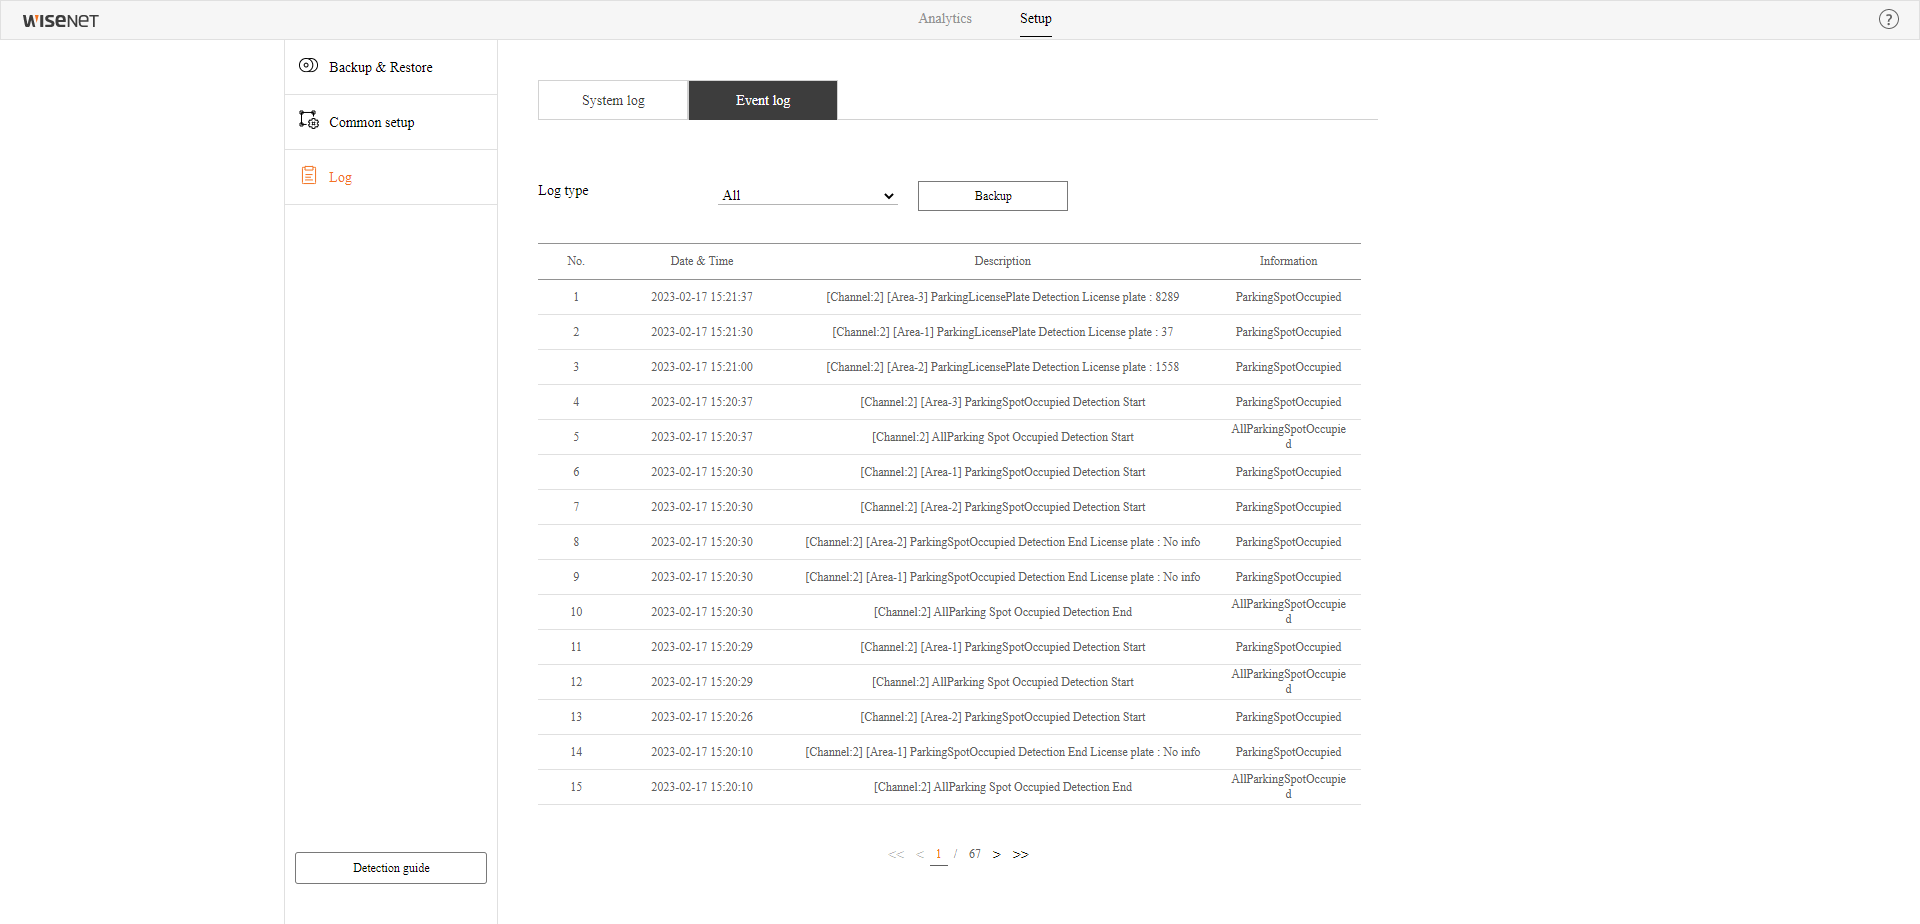 WISENET
Analytics Setup
?
Backup & Restore
Common setup
Log
Detection guide
System log Event log
Log type All Backup
No. Date & Time Description Information
1 2023-02-17 15:21:37 [Channel:2] [Area-3] ParkingLicensePlate Detection License plate : 8289 ParkingSpotOccupied
2 2023-02-17 15:21:30 [Channel:2] [Area-1] ParkingLicensePlate Detection License plate : 37 ParkingSpotOccupied
3 2023-02-17 15:21:00 [Channel:2] [Area-2] ParkingLicensePlate Detection License plate : 1558 ParkingSpotOccupied
4 2023-02-17 15:20:37 [Channel:2] [Area-3] ParkingSpotOccupied Detection Start ParkingSpotOccupied
5 2023-02-17 15:20:37 [Channel:2] AllParking Spot Occupied Detection Start AllParkingSpotOccupie
d
6 2023-02-17 15:20:30 [Channel:2] [Area-1] ParkingSpotOccupied Detection Start ParkingSpotOccupied
7 2023-02-17 15:20:30 [Channel:2] [Area-2] ParkingSpotOccupied Detection Start ParkingSpotOccupied
8 2023-02-17 15:20:30 [Channel:2] [Area-2] ParkingSpotOccupied Detection End License plate : No info ParkingSpotOccupied
9 2023-02-17 15:20:30 [Channel:2] [Area-1] ParkingSpotOccupied Detection End License plate : No info ParkingSpotOccupied
10 2023-02-17 15:20:30 [Channel:2] AllParking Spot Occupied Detection End AllParkingSpotOccupie
d
11 2023-02-17 15:20:29 [Channel:2] [Area-1] ParkingSpotOccupied Detection Start ParkingSpotOccupied
12 2023-02-17 15:20:29 [Channel:2] AllParking Spot Occupied Detection Start AllParkingSpotOccupie
d
13 2023-02-17 15:20:26 [Channel:2] [Area-2] ParkingSpotOccupied Detection Start ParkingSpotOccupied
14 2023-02-17 15:20:10 [Channel:2] [Area-1] ParkingSpotOccupied Detection End License plate : No info ParkingSpotOccupied
15 2023-02-17 15:20:10 [Channel:2] AllParking Spot Occupied Detection End AllParkingSpotOccupie
d
<< < 1 / 67 > >>